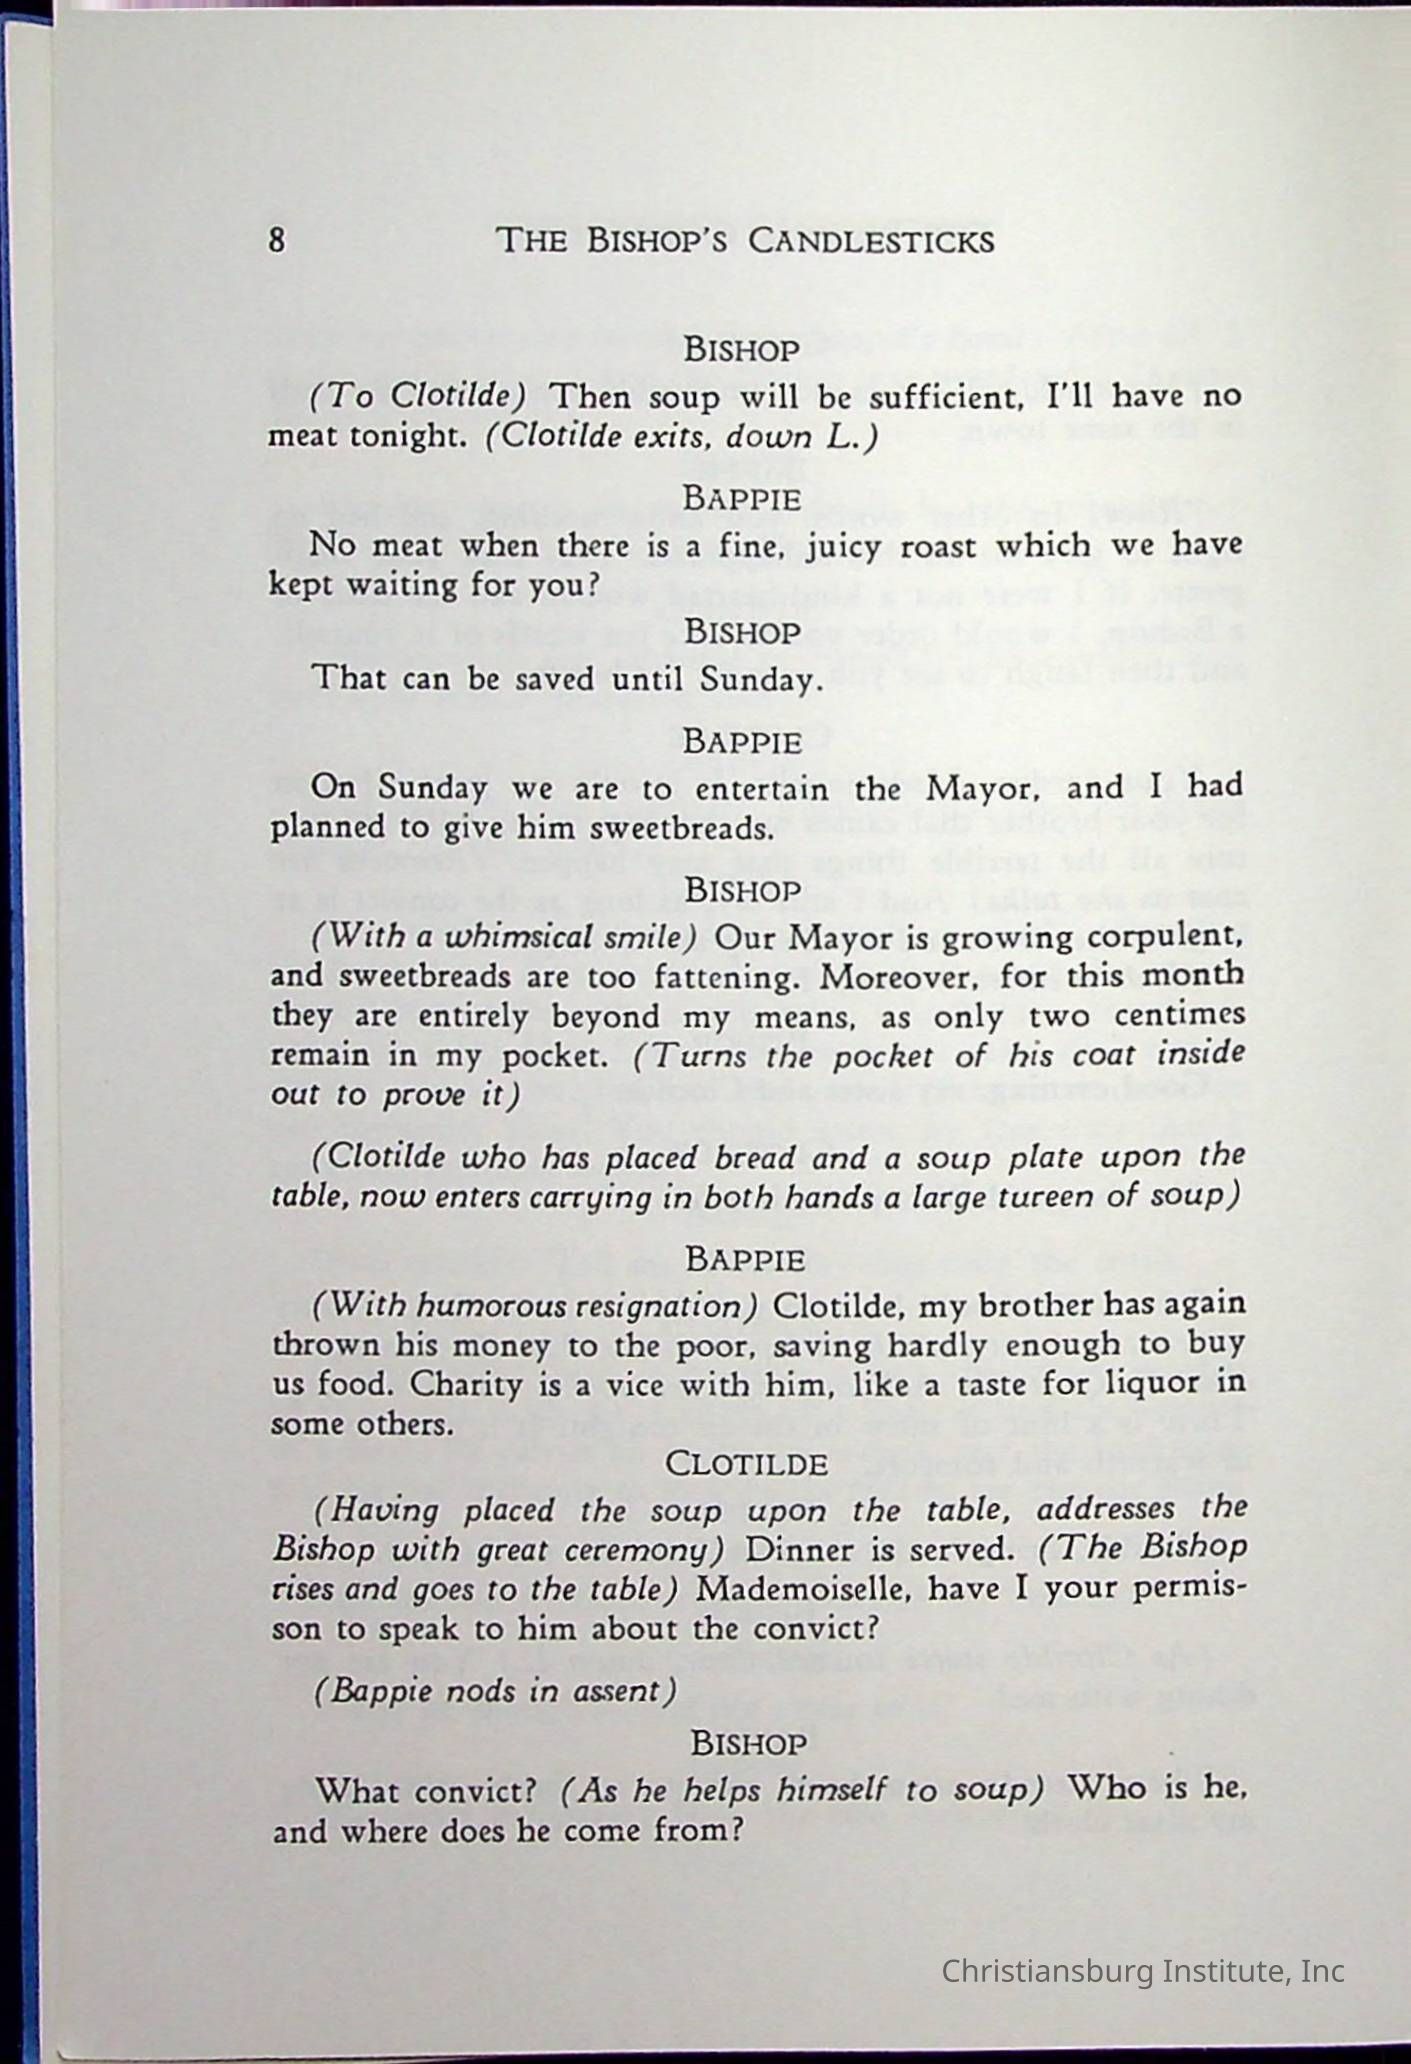 8 THE BISHOP'S CANDLESTICKS
BISHOP
(To Clotilde) Then soup will be sufficient, I'll have no
meat tonight. (Clotilde exits, down L.)
BAPPIE
No meat when there is a fine, juicy roast which we have
kept waiting for you?
BISHOP
That can be saved until Sunday.
BAPPIE
On Sunday we are to entertain the Mayor, and I had
planned to give him sweetbreads.
BISHOP
(With a whimsical smile) Our Mayor is growing corpulent,
and sweetbreads are too fattening. Moreover, for this month
they are entirely beyond my means, as only two centimes
remain in my pocket. (Turns the pocket of his coat inside
out to prove it)
(Clotilde who has placed bread and a soup plate upon the
table, now enters carrying in both hands a large tureen of soup)
BAPPIE
(With humorous resignation) Clotilde, my brother has again
thrown his money to the poor, saving hardly enough to buy
us food. Charity is a vice with him, like a taste for liquor in
some others.
CLOTILDE
(Having placed the soup upon the table, addresses the
Bishop with great ceremony) Dinner is served. (The Bishop
rises and goes to the table) Mademoiselle, have I your permis-
son to speak to him about the convict?
(Bappie nods in assent)
BISHOP
What convict? (As he helps himself to soup) Who is he,
and where does he come from?
Christiansburg Institute, Inc